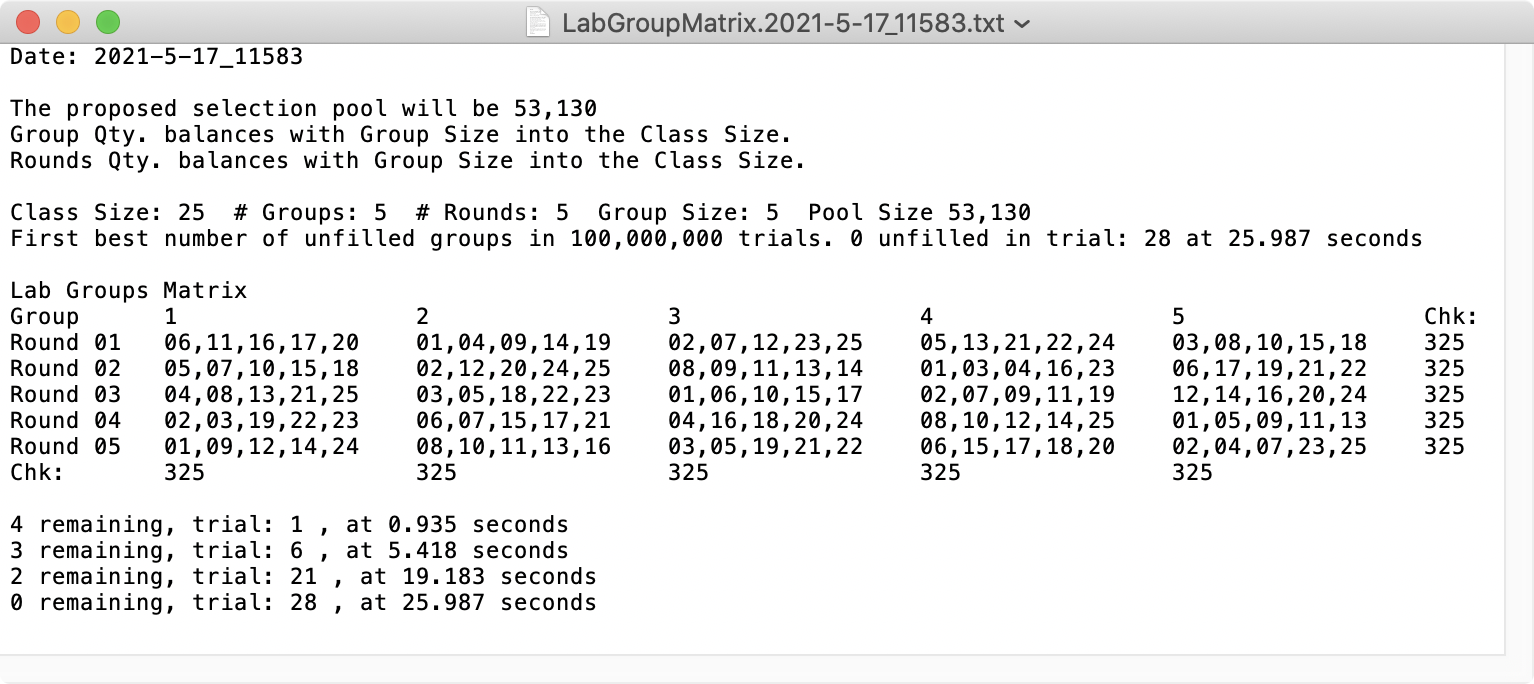 LabGroupMatrix.2021-5-17_11583.txt
Date: 2021-5-17_11583
The proposed selection pool will be 53,130
Group Qty. balances with Group Size into the Class Size.
Rounds Qty. balances with Group Size into the Class Size.
Class Size: 25  # Groups: 5  # Rounds: 5  Group Size: 5  Pool Size 53,130
First best number of unfilled groups in 100,000,000 trials. 0 unfilled in trial: 28 at 25.987 seconds
Lab Groups Matrix
Group      1                 2                 3                 4                 5                 Chk:
Round 01   06,11,16,17,20    01,04,09,14,19    02,07,12,23,25    05,13,21,22,24    03,08,10,15,18    325
Round 02   05,07,10,15,18    02,12,20,24,25    08,09,11,13,14    01,03,04,16,23    06,17,19,21,22    325
Round 03   04,08,13,21,25    03,05,18,22,23    01,06,10,15,17    02,07,09,11,19    12,14,16,20,24    325
Round 04   02,03,19,22,23    06,07,15,17,21    04,16,18,20,24    08,10,12,14,25    01,05,09,11,13    325
Round 05   01,09,12,14,24    08,10,11,13,16    03,05,19,21,22    06,15,17,18,20    02,04,07,23,25    325
Chk:       325               325               325               325               325
4 remaining, trial: 1 , at 0.935 seconds
3 remaining, trial: 6 , at 5.418 seconds
2 remaining, trial: 21 , at 19.183 seconds
0 remaining, trial: 28 , at 25.987 seconds